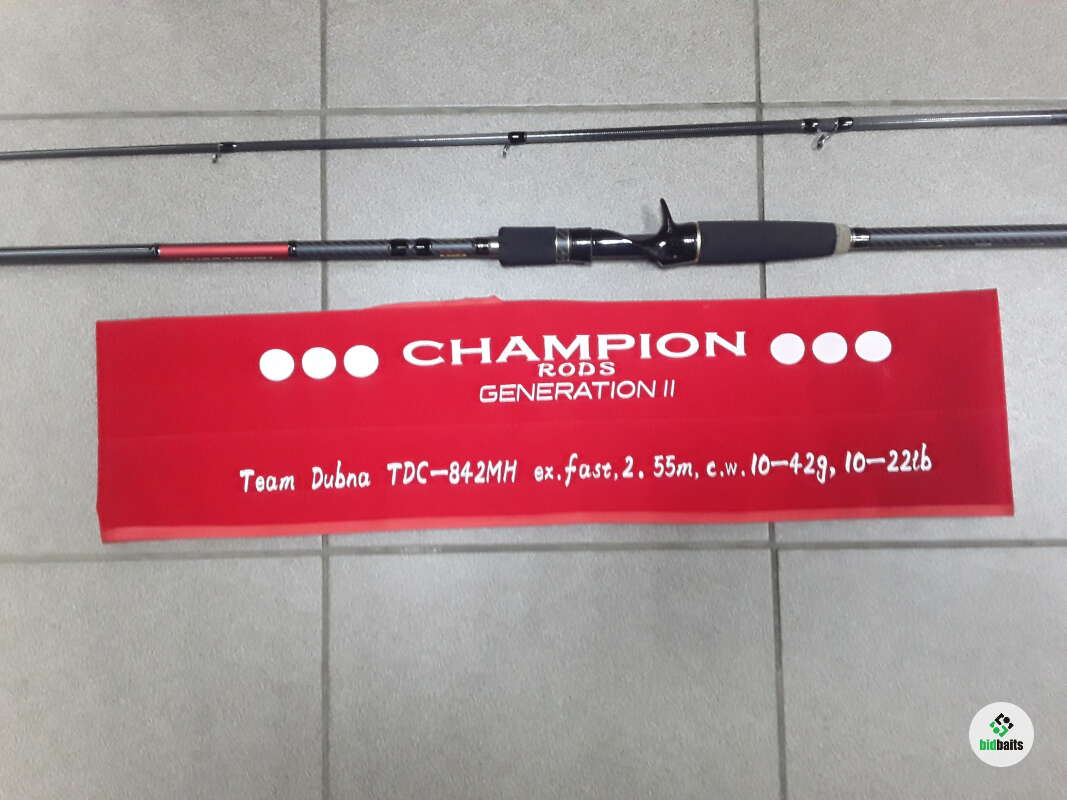 CHAMPION
RODS
GENERATION II
Team Dubna TDC-842MH ex.fast, 2. 55m, c.w. 10-42g, 10-22lb
bidbaits